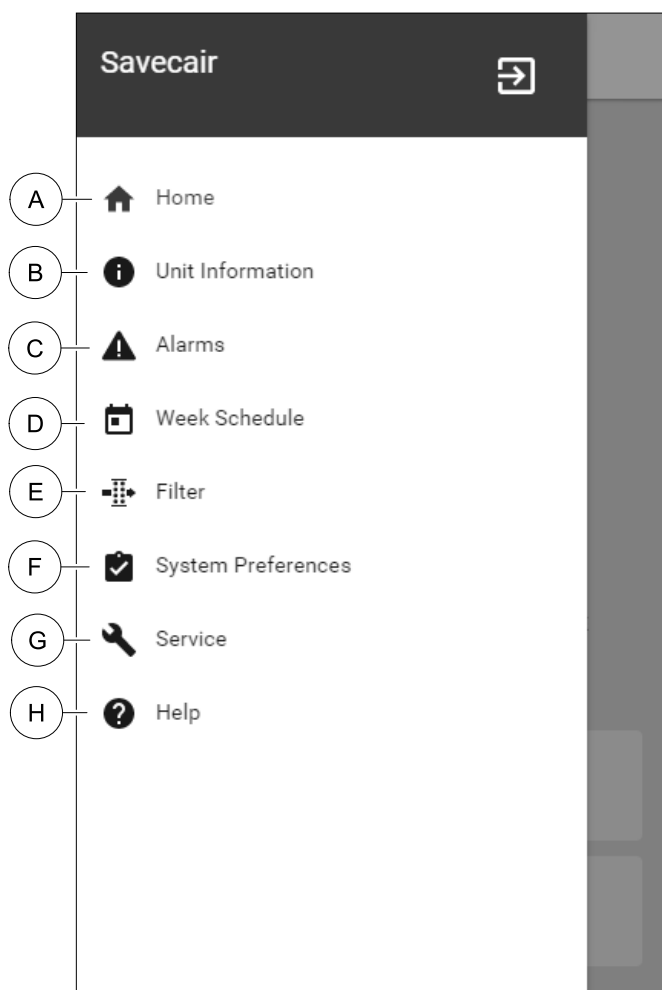 Savecair
A Home
B Unit Information
C Alarms
D Week Schedule
E Filter
F System Preferences
G Service
H Help